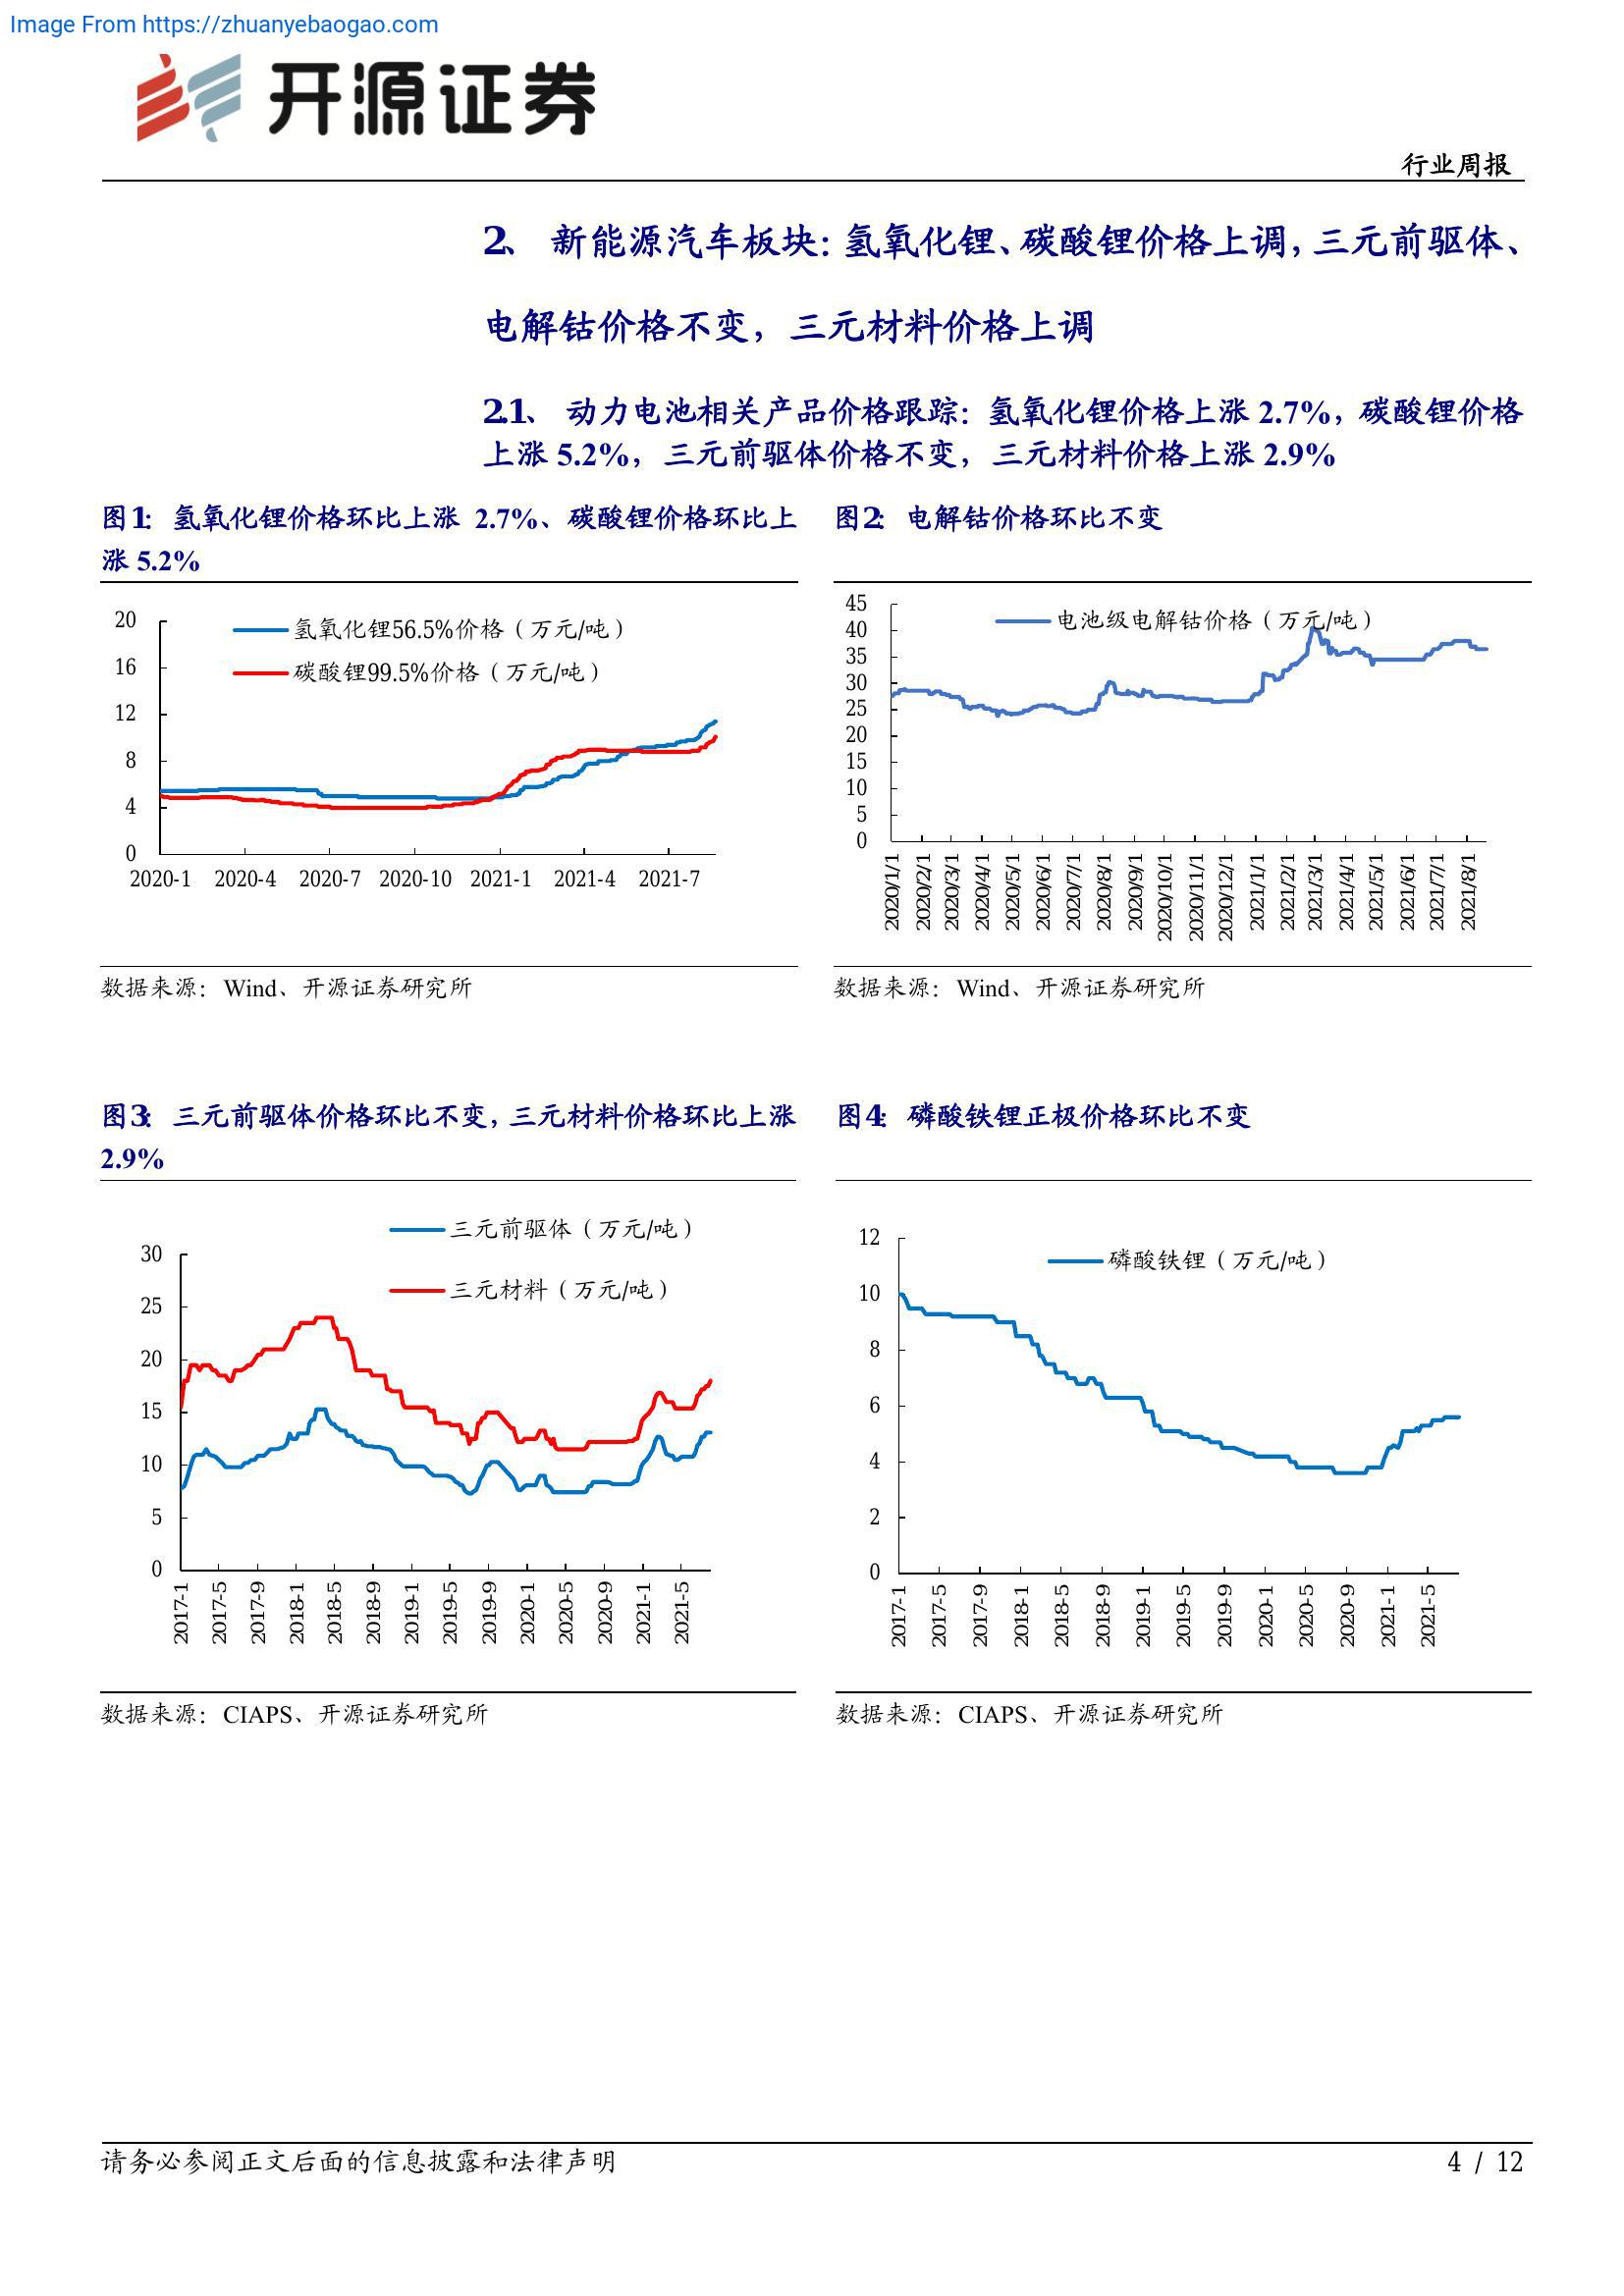 Image From https://zhuanyebaogao.com
开源证券
行业周报
2、 新能源汽车板块：氢氧化锂、碳酸锂价格上调，三元前驱体、
电解钴价格不变，三元材料价格上调
2.1、 动力电池相关产品价格跟踪：氢氧化锂价格上涨 2.7%，碳酸锂价格
上涨 5.2%，三元前驱体价格不变，三元材料价格上涨 2.9%
图1：氢氧化锂价格环比上涨 2.7%、碳酸锂价格环比上
涨 5.2%
20
16
12
8
4
0
氢氧化锂56.5%价格（万元/吨）
碳酸锂99.5%价格（万元/吨）
2020-1 2020-4 2020-7 2020-10 2021-1 2021-4 2021-7
数据来源：Wind、开源证券研究所
图2：电解钴价格环比不变
45
40
35
30
25
20
15
10
5
0
电池级电解钴价格（万元/吨）
2020/1/1 2020/2/1 2020/3/1 2020/4/1 2020/5/1 2020/6/1 2020/7/1 2020/8/1 2020/9/1 2020/10/1 2020/11/1 2020/12/1 2021/1/1 2021/2/1 2021/3/1 2021/4/1 2021/5/1 2021/6/1 2021/7/1 2021/8/1
数据来源：Wind、开源证券研究所
图3：三元前驱体价格环比不变，三元材料价格环比上涨
2.9%
三元前驱体（万元/吨）
三元材料（万元/吨）
30
25
20
15
10
5
0
2017-1 2017-5 2017-9 2018-1 2018-5 2018-9 2019-1 2019-5 2019-9 2020-1 2020-5 2020-9 2021-1 2021-5
数据来源：CIAPS、开源证券研究所
图4：磷酸铁锂正极价格环比不变
12
10
8
6
4
2
0
磷酸铁锂（万元/吨）
2017-1 2017-5 2017-9 2018-1 2018-5 2018-9 2019-1 2019-5 2019-9 2020-1 2020-5 2020-9 2021-1 2021-5
数据来源：CIAPS、开源证券研究所
请务必参阅正文后面的信息披露和法律声明
4 / 12